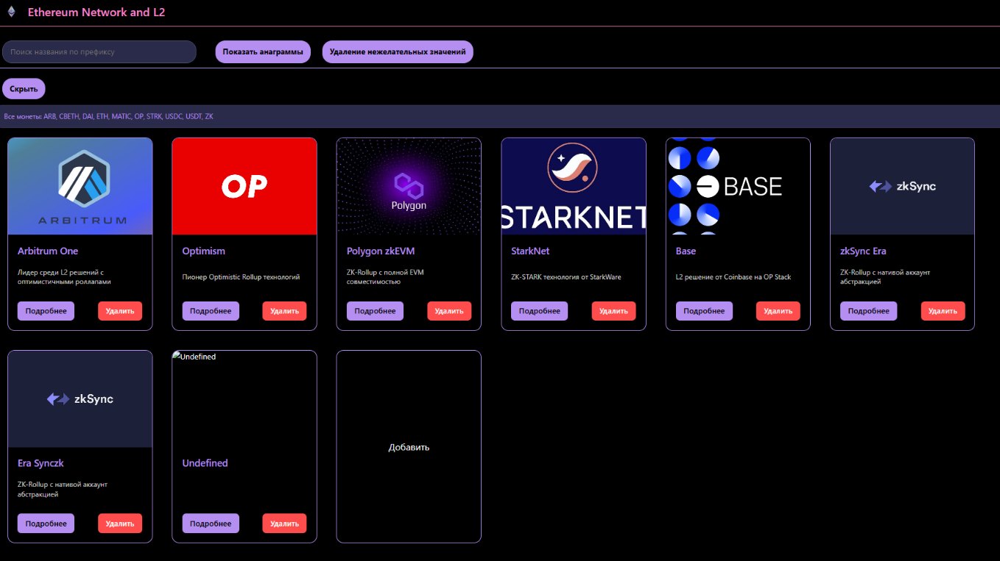 Ethereum Network and L2
Поиск названия по префиксу
Показать анаграммы
Удаление нежелательных значений
Скрыть
Все монеты: ARB, CBETH, DAI, ETH, MATIC, OP, STRK, USDC, USDT, ZK
ARBITRUM
Arbitrum One
Лидер среди L2 решений с
оптимистичными роллапами
Подробнее
Удалить
OP
Optimism
Пионер Optimistic Rollup технологий
Подробнее
Удалить
Polygon
Polygon zkEVM
ZK-Rollup с полной EVM
совместимостью
Подробнее
Удалить
STARKNET
StarkNet
ZK-STARK технология от StarkWare
Подробнее
Удалить
BASE
Base
L2 решение от Coinbase на OP Stack
Подробнее
Удалить
zkSync
zkSync Era
ZK-Rollup с нативой аккаунт
абстракцией
Подробнее
Удалить
zkSync
Era Synczk
ZK-Rollup с нативой аккаунт
абстракцией
Подробнее
Удалить
Undefined
Undefined
Подробнее
Удалить
Добавить